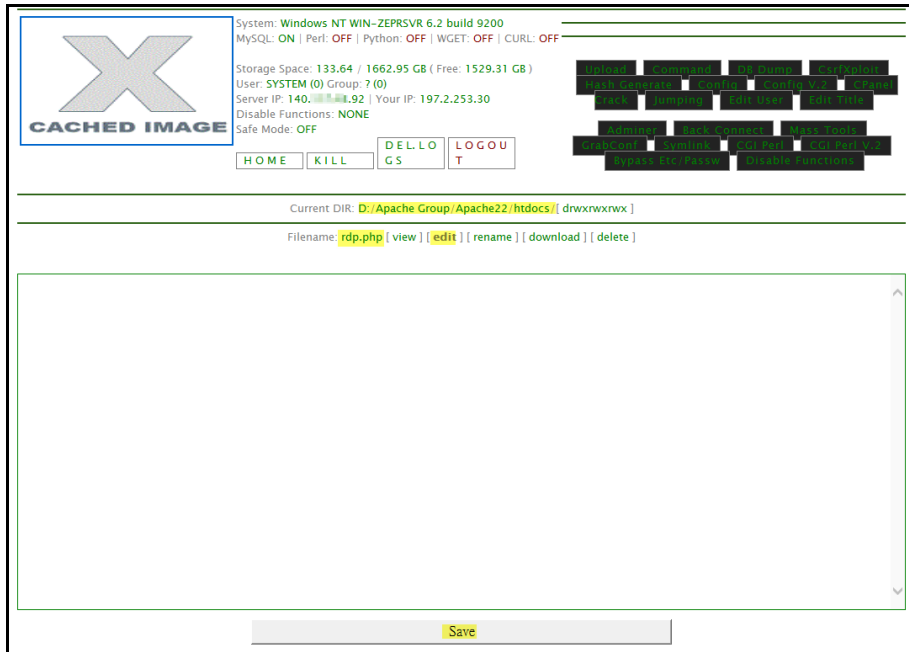 System: Windows NT WIN-ZEPRSVR 6.2 build 9200
MySQL: ON | Perl: OFF | Python: OFF | WGET: OFF | CURL: OFF
Storage Space: 133.64 / 1662.95 GB ( Free: 1529.31 GB )
User: SYSTEM (0) Group: ? (0)
Server IP: 140. .92 | Your IP: 197.2.253.30
Disable Functions: NONE
Safe Mode: OFF
HOME KILL DEL.LOGS LOGOUT
CACHED IMAGE
Upload Command DB Dump CsrfXploit
Hash Generate Config Config V.2 CPanel
Crack Jumping Edit User Edit Title
Adminer Back Connect Mass Tools
GrabConf Symlink CGI Perl CGI Perl V.2
Bypass Etc/Passw Disable Functions
Current DIR: D:/Apache Group/Apache22/htdocs/[ drwxrwxrwx ]
Filename: rdp.php [ view ] [ edit ] [ rename ] [ download ] [ delete ]
Save